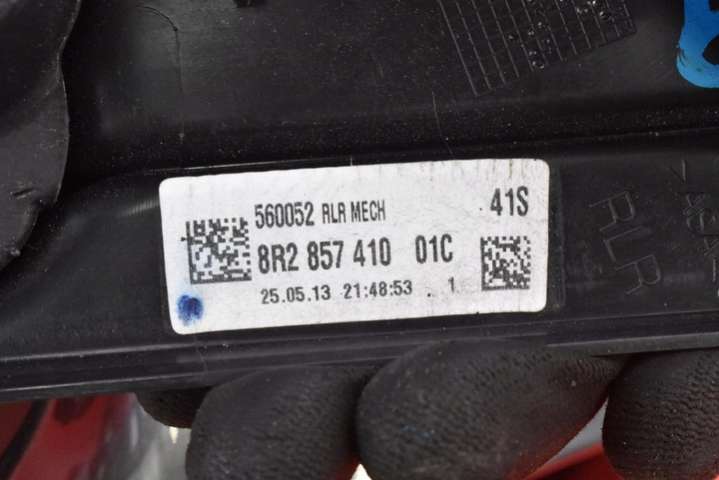 560052 RLR MECH 41S
8R2 857 410 01C
25.05.13 21:48:53 . 1
RLR